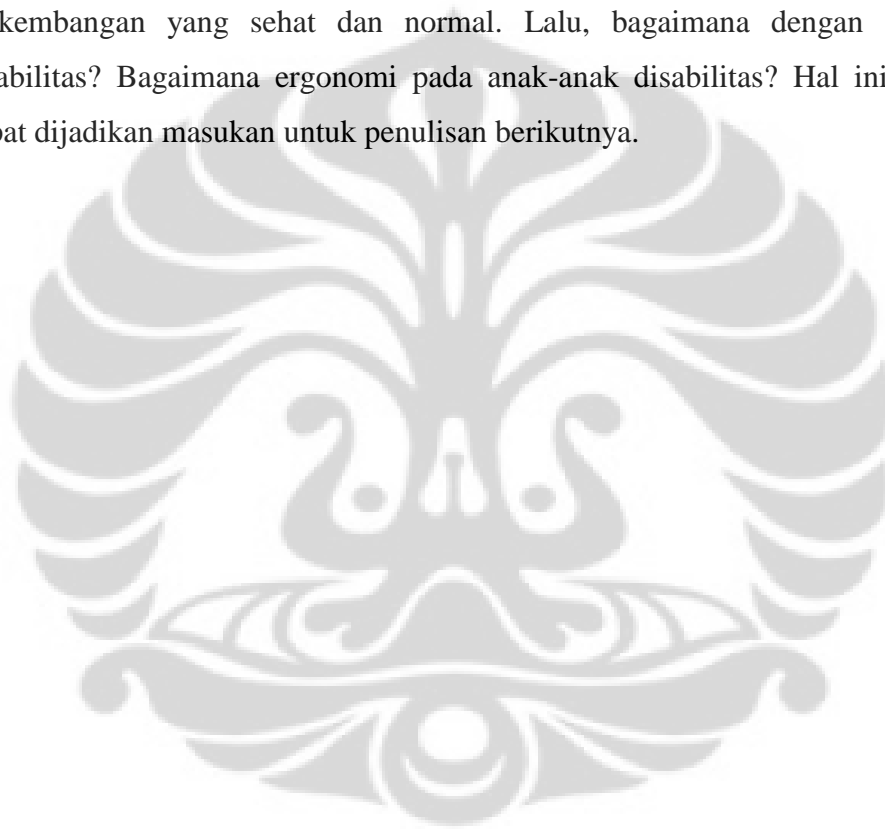 kembangan yang sehat dan normal. Lalu, bagaimana dengan
abilitas? Bagaimana ergonomi pada anak-anak disabilitas? Hal ini
at dijadikan masukan untuk penulisan berikutnya.